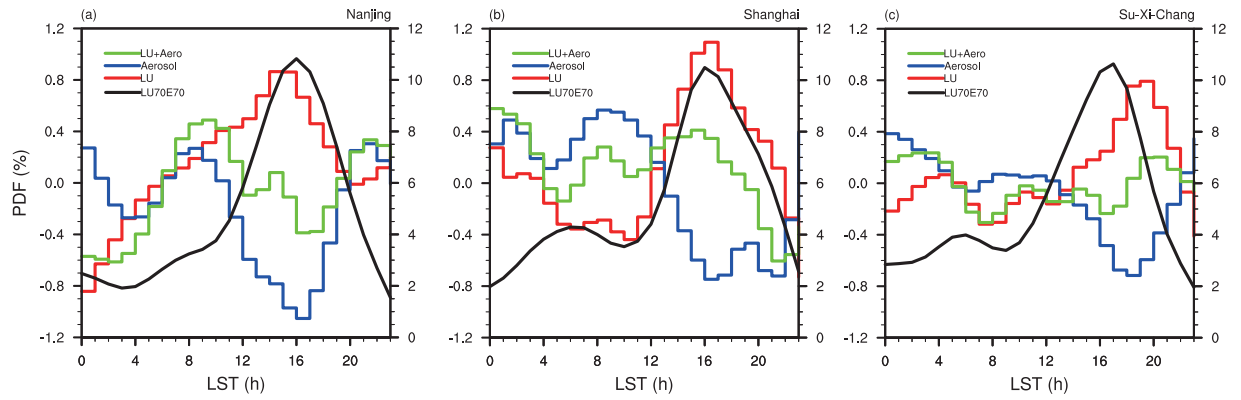 (a) Nanjing
(b) Shanghai
(c) Su-Xi-Chang
1.2 12
0.8 10
0.4 8
0.0 6
-0.4 4
-0.8 2
-1.2 0
PDF (%)
LU+Aero
Aerosol
LU
LU70E70
0 4 8 12 16 20
LST (h)
1.2 12
0.8 10
0.4 8
0.0 6
-0.4 4
-0.8 2
-1.2 0
LU+Aero
Aerosol
LU
LU70E70
0 4 8 12 16 20
LST (h)
1.2 12
0.8 10
0.4 8
0.0 6
-0.4 4
-0.8 2
-1.2 0
LU+Aero
Aerosol
LU
LU70E70
0 4 8 12 17 20
LST (h)